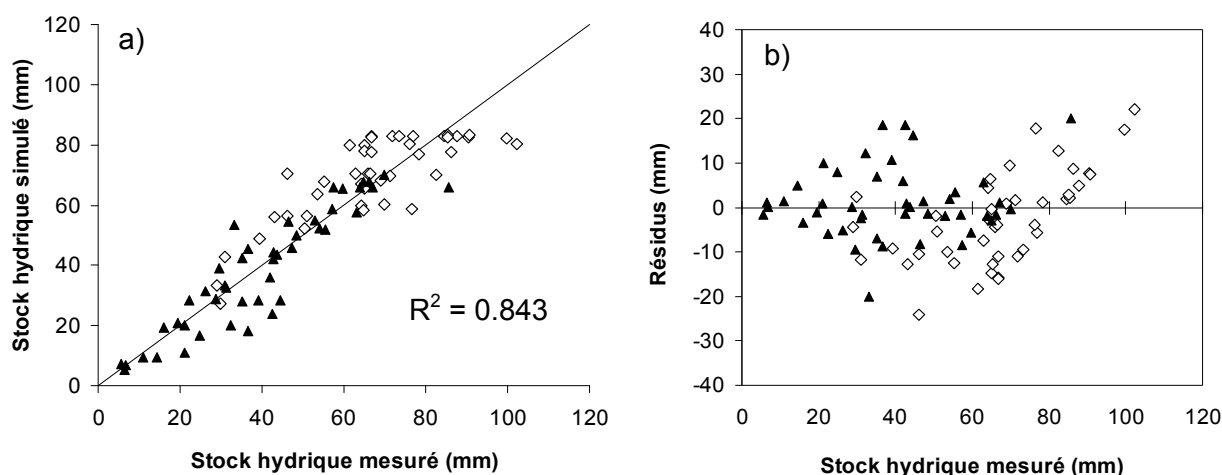 a)
Stock hydrique simulé (mm)
120
100
80
60
40
20
0
R² = 0.843
0 20 40 60 80 100 120
Stock hydrique mesuré (mm)
b)
Résidus (mm)
40
30
20
10
0
-10
-20
-30
-40
0 20 40 60 80 100 120
Stock hydrique mesuré (mm)